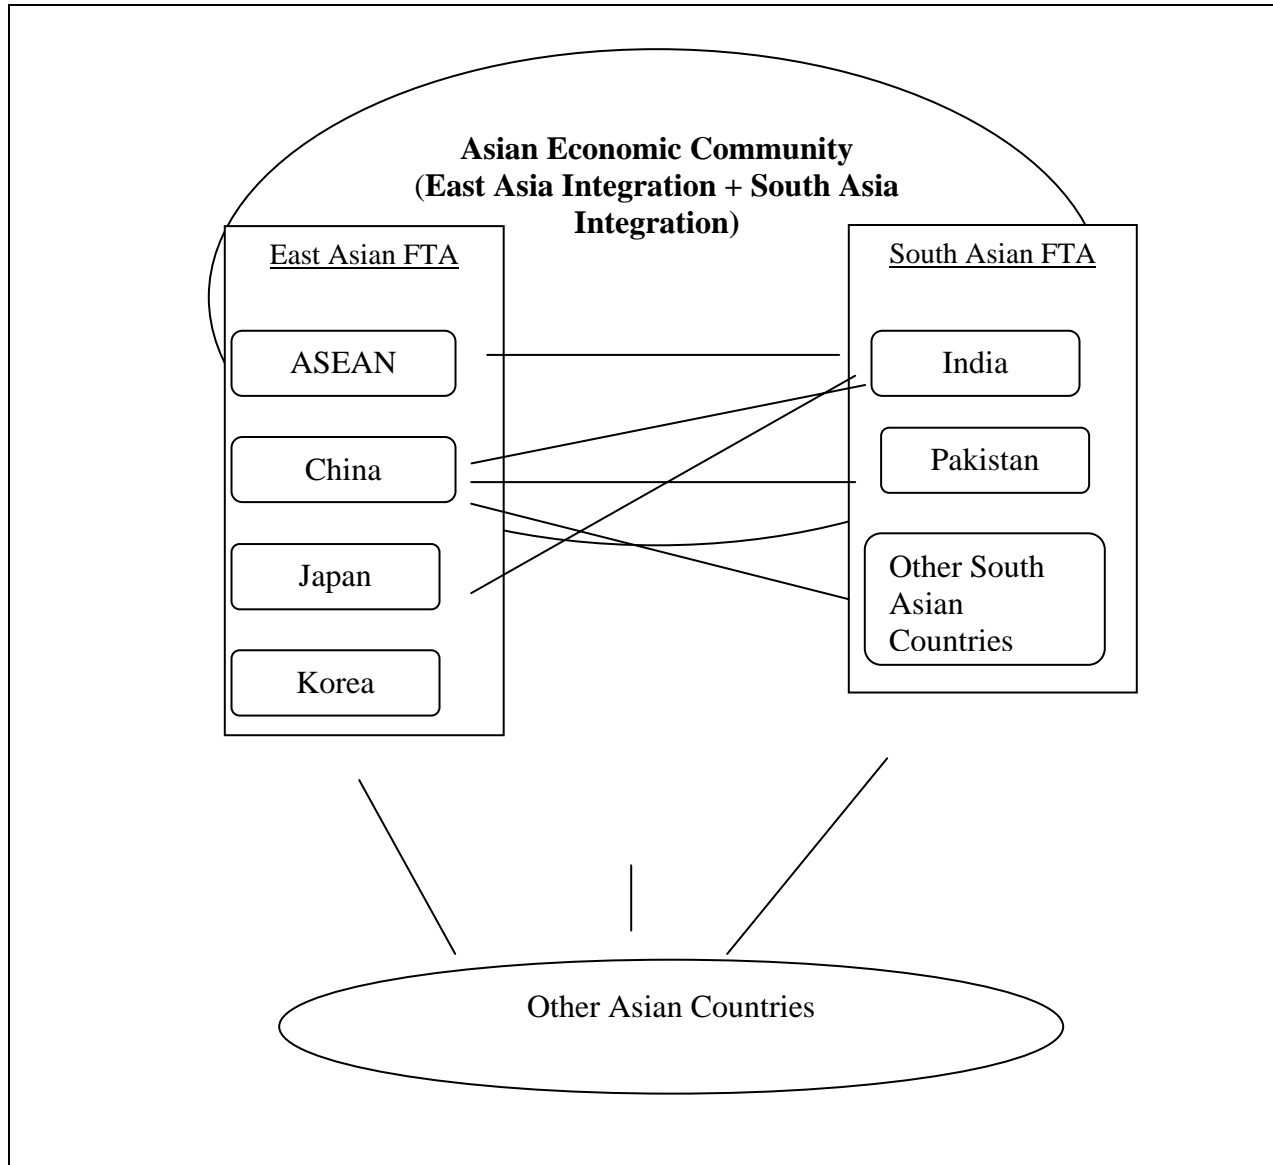 Asian Economic Community
(East Asia Integration + South Asia
Integration)
East Asian FTA
ASEAN
China
Japan
Korea
South Asian FTA
India
Pakistan
Other South
Asian
Countries
Other Asian Countries